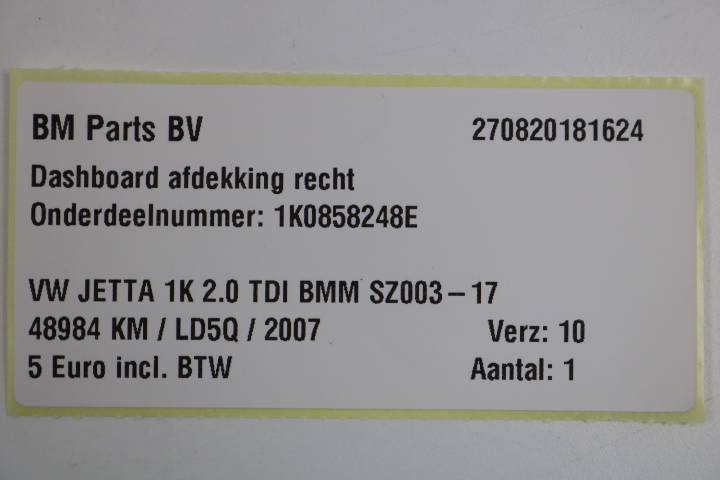 BM Parts BV 270820181624
Dashboard afdekking recht
Onderdeelnummer: 1K0858248E
VW JETTA 1K 2.0 TDI BMM SZ003-17
48984 KM / LD5Q / 2007 Verz: 10
5 Euro incl. BTW Aantal: 1